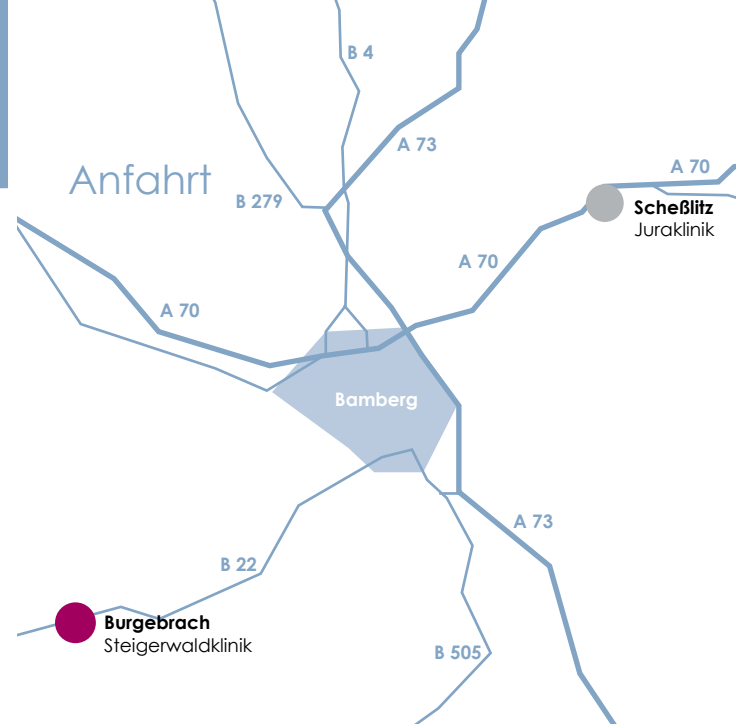 B 4
A 73
A 70
Anfahrt
B 279
Scheßlitz
Juraklinik
A 70
A 70
Bamberg
A 73
B 22
Burgebrach
Steigerwaldklinik
B 505